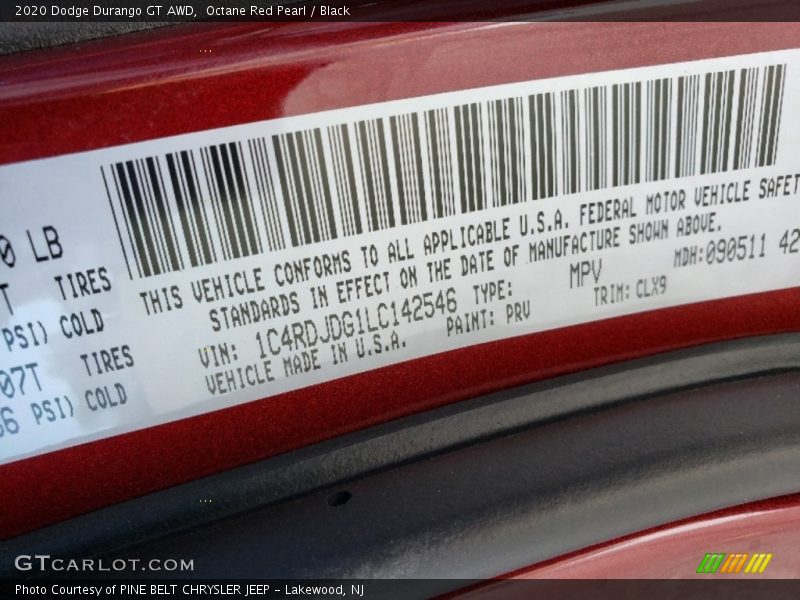 2020 Dodge Durango GT AWD, Octane Red Pearl / Black
0 LB
T TIRES
PSI) COLD
07T TIRES
36 PSI) COLD
THIS VEHICLE CONFORMS TO ALL APPLICABLE U.S.A. FEDERAL MOTOR VEHICLE SAFET
STANDARDS IN EFFECT ON THE DATE OF MANUFACTURE SHOWN ABOVE.
VIN: 1C4RDJDG1LC142546 TYPE: MPV MDH:090511 42
VEHICLE MADE IN U.S.A. PAINT: PRV TRIM: CLX9
GTCARLOT.COM
Photo Courtesy of PINE BELT CHRYSLER JEEP - Lakewood, NJ